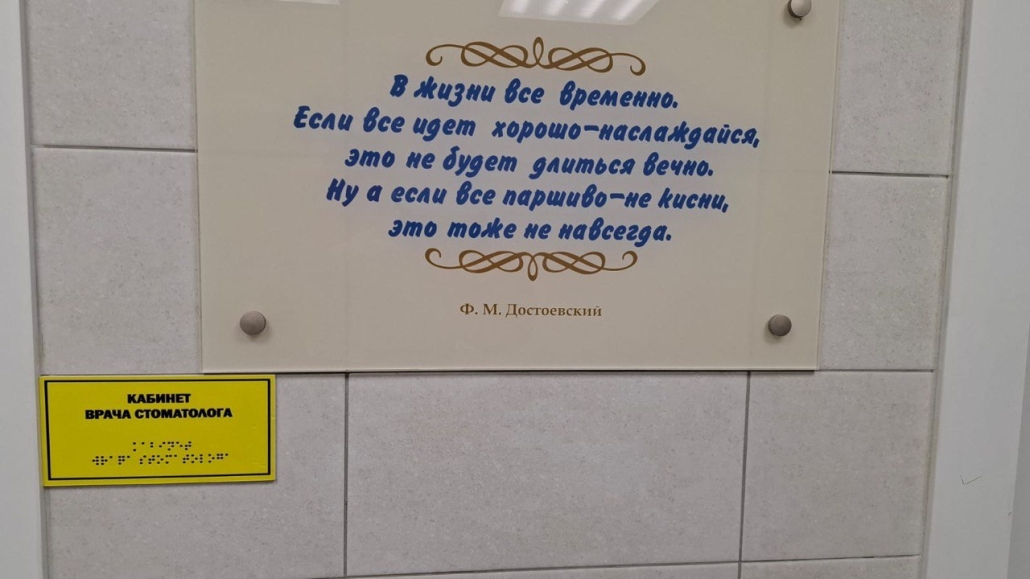 В жизни все временно.
Если все идет хорошо-наслаждайся,
это не будет длиться вечно.
Ну а если все паршиво-не кисни,
это тоже не навсегда.
Ф. М. Достоевский
КАБИНЕТ
ВРАЧА СТОМАТОЛОГА
⠅⠁⠃⠊⠝⠑⠞
⠺⠗⠁⠟⠁ ⠎⠞⠕⠍⠁⠞⠕⠇⠕⠛⠁